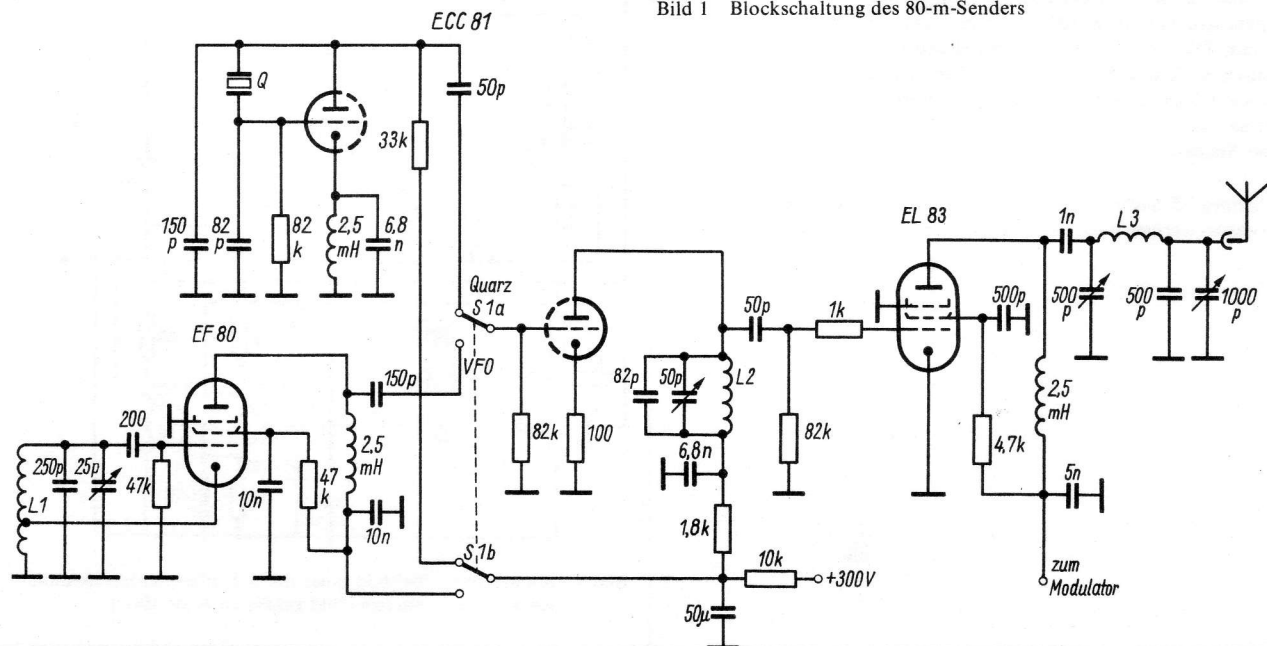 Bild 1 Blockschaltung des 80-m-Senders
ECC 81
Q
50p
33k
150
p
82
p
82
k
2,5
mH
6,8
n
Quarz
S1a
VFO
EF 80
150p
200
250p
25p
47k
L1
10n
47
k
2,5
mH
10n
S1b
82k
100
82p
50p
L2
6,8n
1,8k
10k
+300V
50µ
50p
1k
82k
EL 83
500p
4,7k
2,5
mH
5n
zum
Modulator
1n
L3
500
p
500
p
1000
p